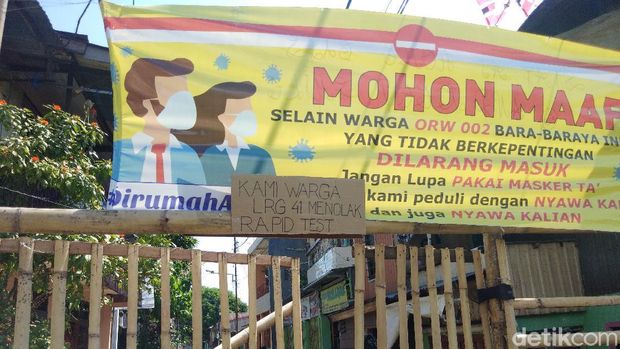 MOHON MAAF
SELAIN WARGA ORW 002 BARA-BARAYA IN
YANG TIDAK BERKEPENTINGAN
DILARANG MASUK
Jangan Lupa PAKAI MASKER TA'
kami peduli dengan NYAWA KA
dan juga NYAWA KALIAN
#DirumahA
KAMI WARGA
LRG 41 MENOLAK
RAPID TEST
detikcom